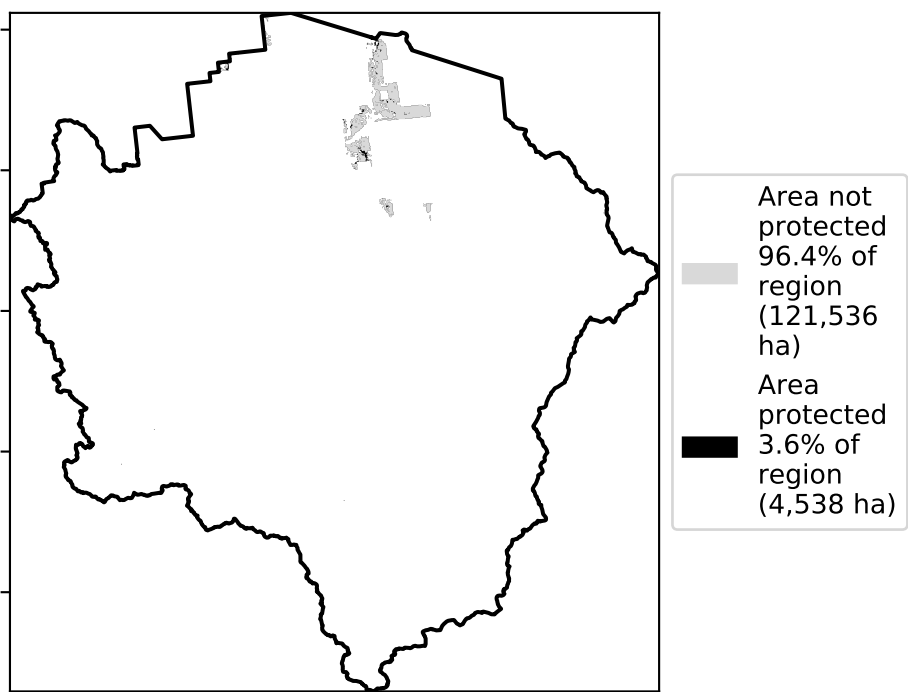 Area not
protected
96.4% of
region
(121,536
ha)
Area
protected
3.6% of
region
(4,538 ha)